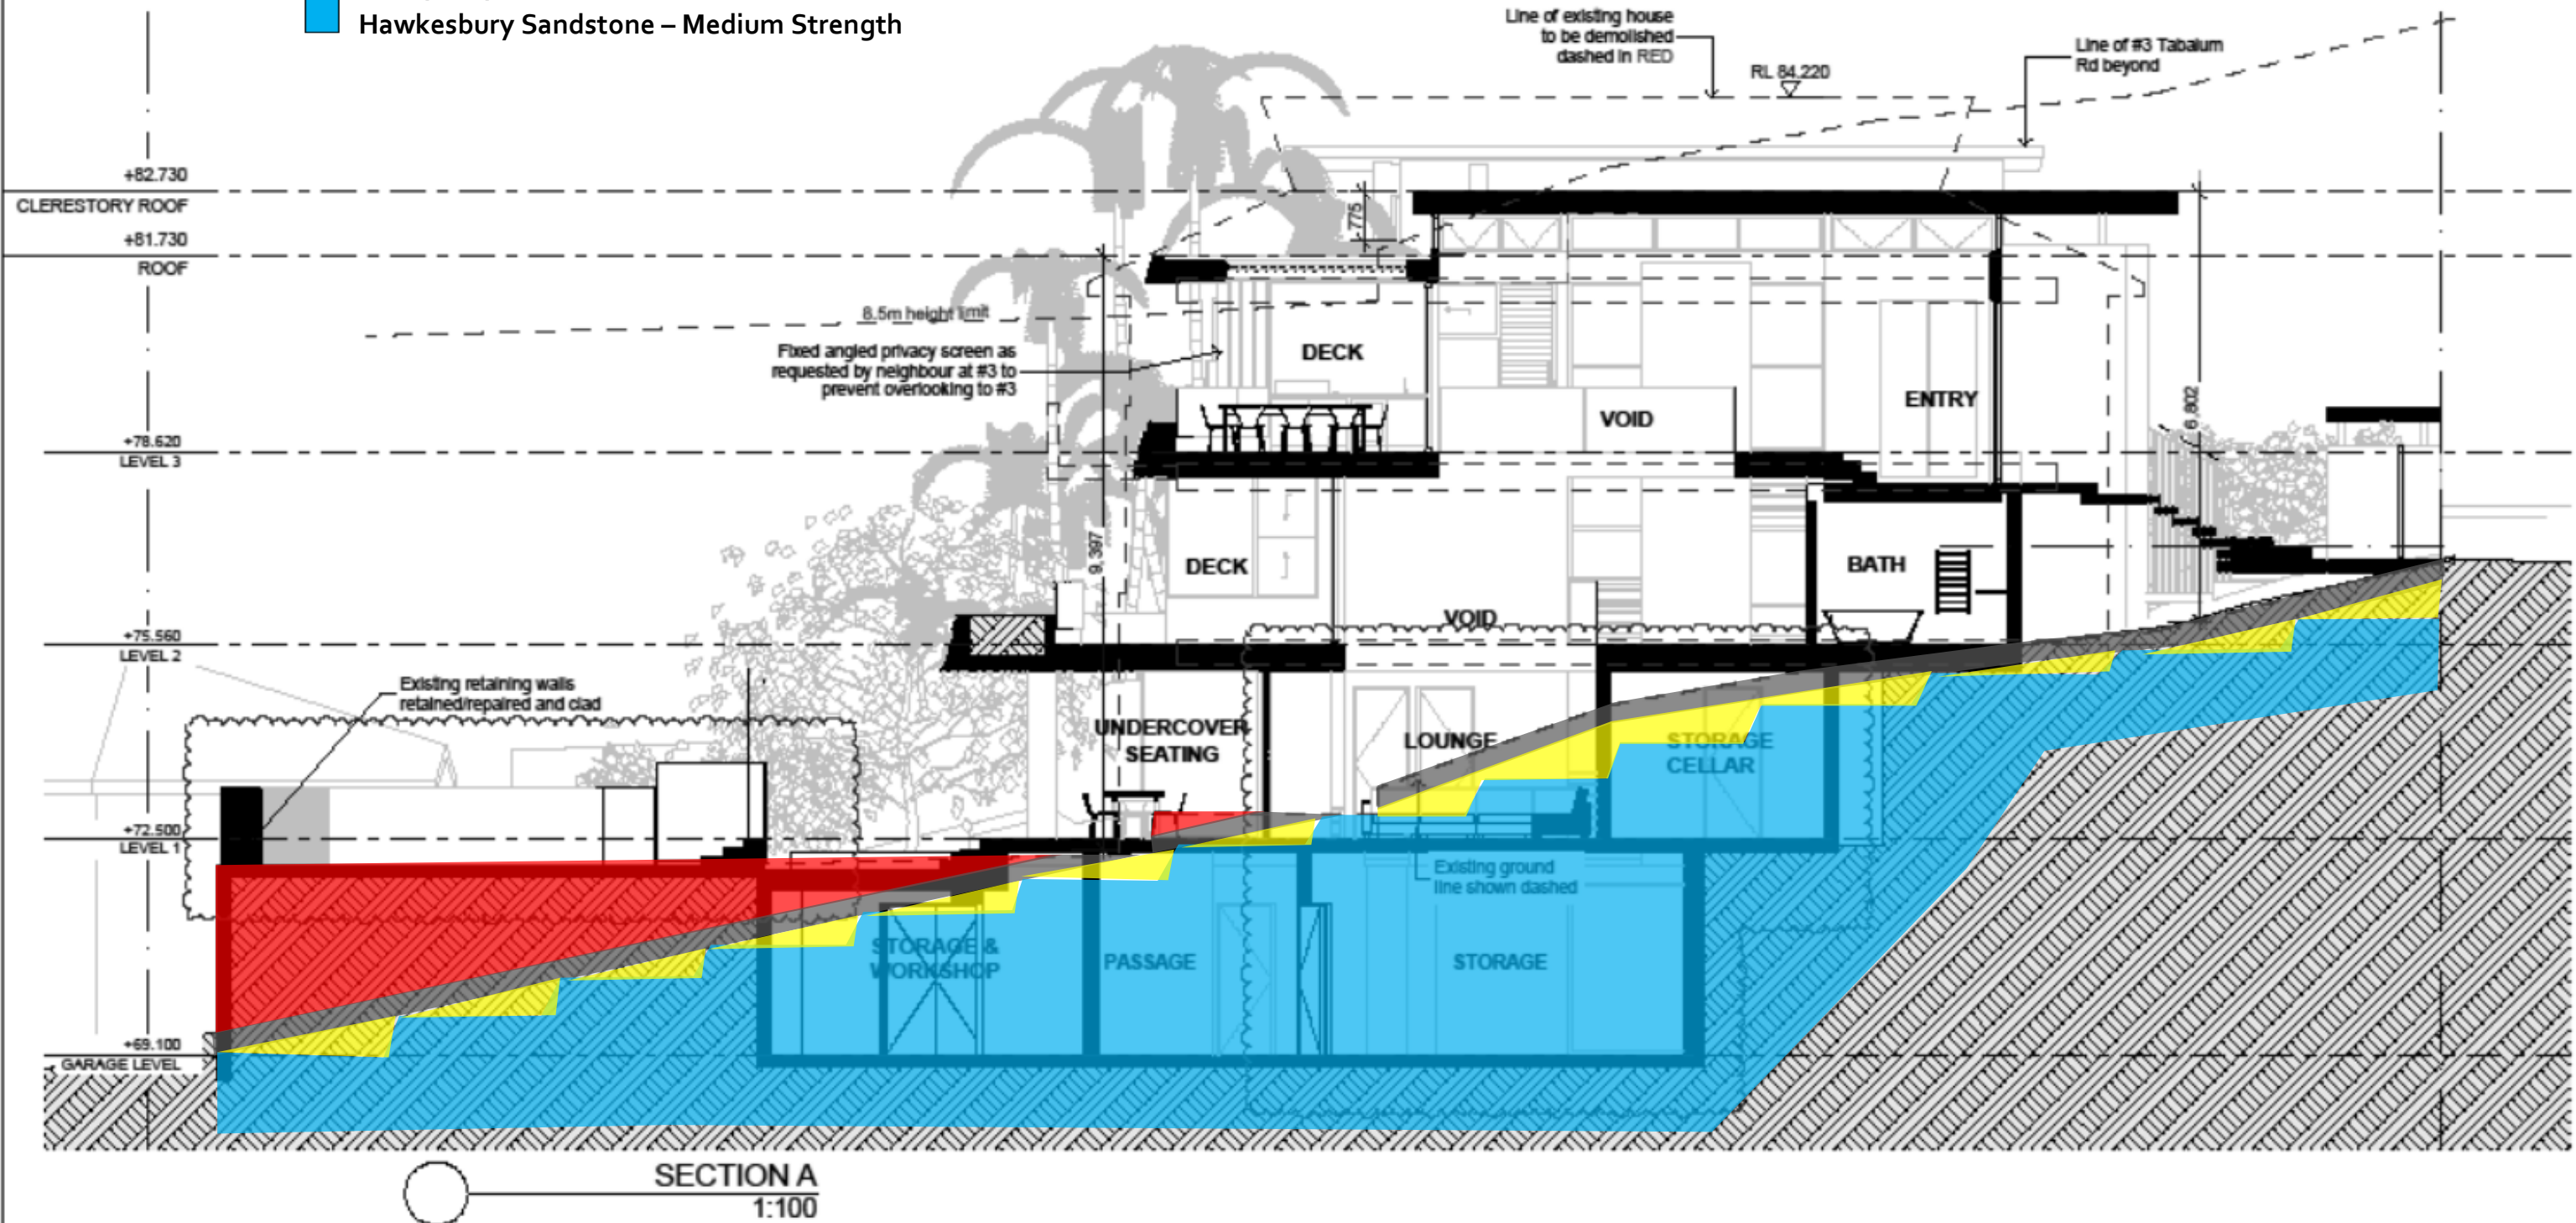 Hawkesbury Sandstone – Medium Strength
Line of existing house
to be demolished
dashed in RED
RL 84.220
Line of #3 Tabalum
Rd beyond
+82.730
CLERESTORY ROOF
775
+81.730
ROOF
8.5m height limit
Fixed angled privacy screen as
requested by neighbour at #3 to
prevent overlooking to #3
DECK
ENTRY
VOID
6,802
+78.620
LEVEL 3
9,397
DECK
BATH
VOID
+75.560
LEVEL 2
Existing retaining walls
retained/repaired and clad
UNDERCOVER
SEATING
LOUNGE
STORAGE
CELLAR
+72.500
LEVEL 1
Existing ground
line shown dashed
STORAGE &
WORKSHOP
PASSAGE
STORAGE
+69.100
GARAGE LEVEL
SECTION A
1:100